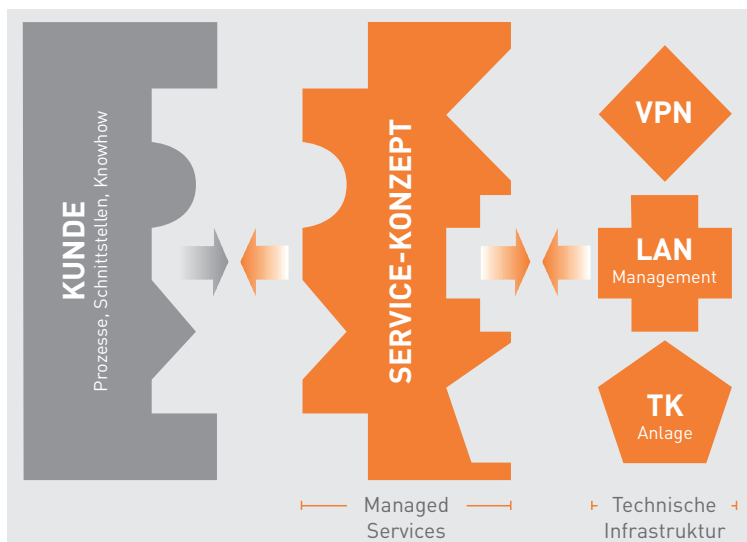 KUNDE
Prozesse, Schnittstellen, Knowhow
SERVICE-KONZEPT
VPN
LAN
Management
TK
Anlage
Managed
Services
Technische
Infrastruktur